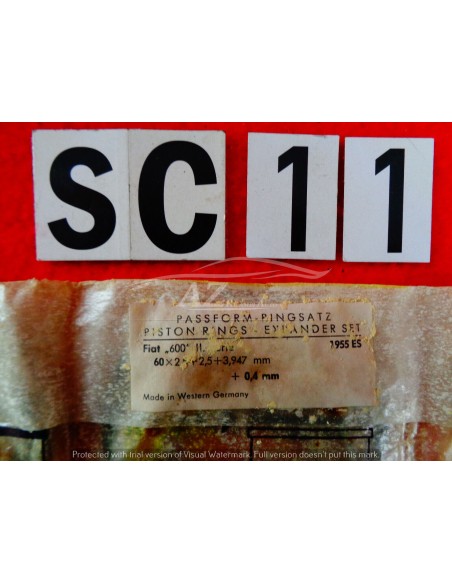 SC 11
PASSFORM-RINGSATZ
PISTON RINGS - EXPANDER SET
Fiat „600" II. 1955 ES
60×2 +2,5+3,947 mm
+ 0,4 mm
Made in Western Germany
Protected with trial version of Visual Watermark. Full version doesn't put this mark.